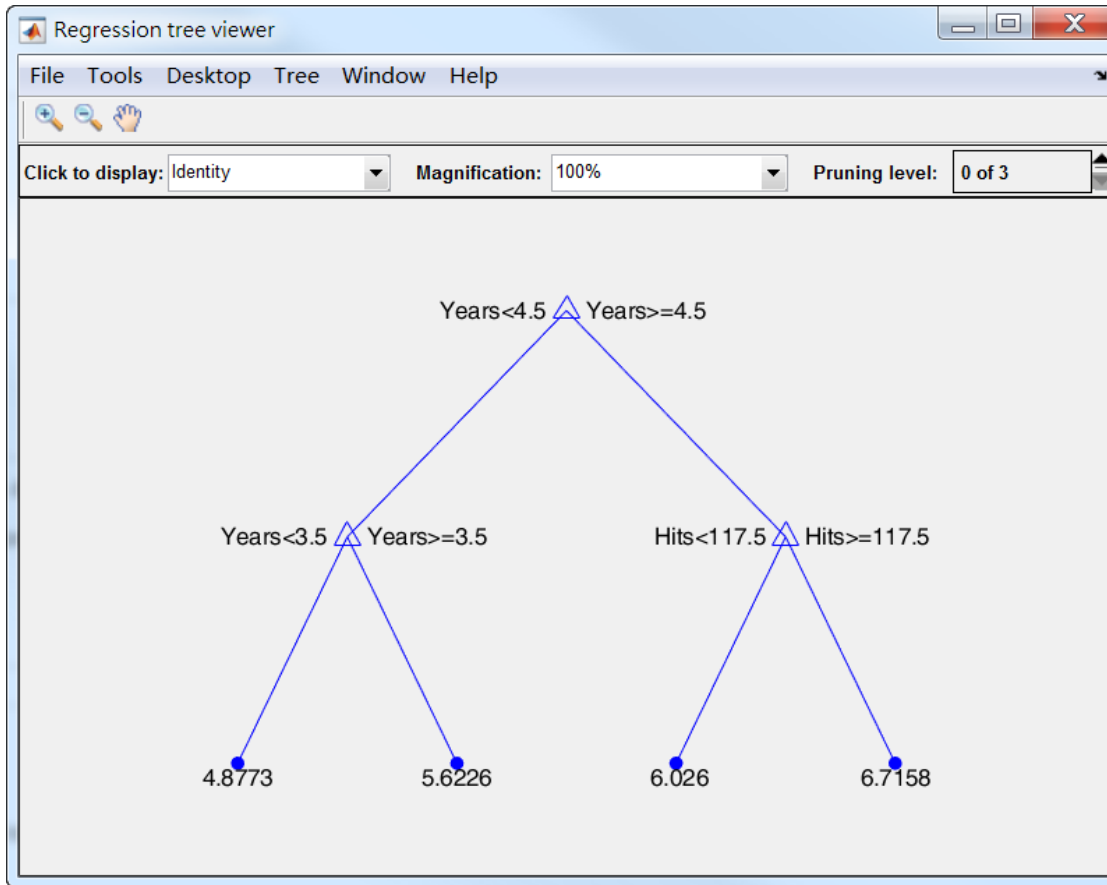 Regression tree viewer
File Tools Desktop Tree Window Help
Click to display: Identity Magnification: 100% Pruning level: 0 of 3
Years<4.5 Years>=4.5
Years<3.5 Years>=3.5 Hits<117.5 Hits>=117.5
4.8773 5.6226 6.026 6.7158